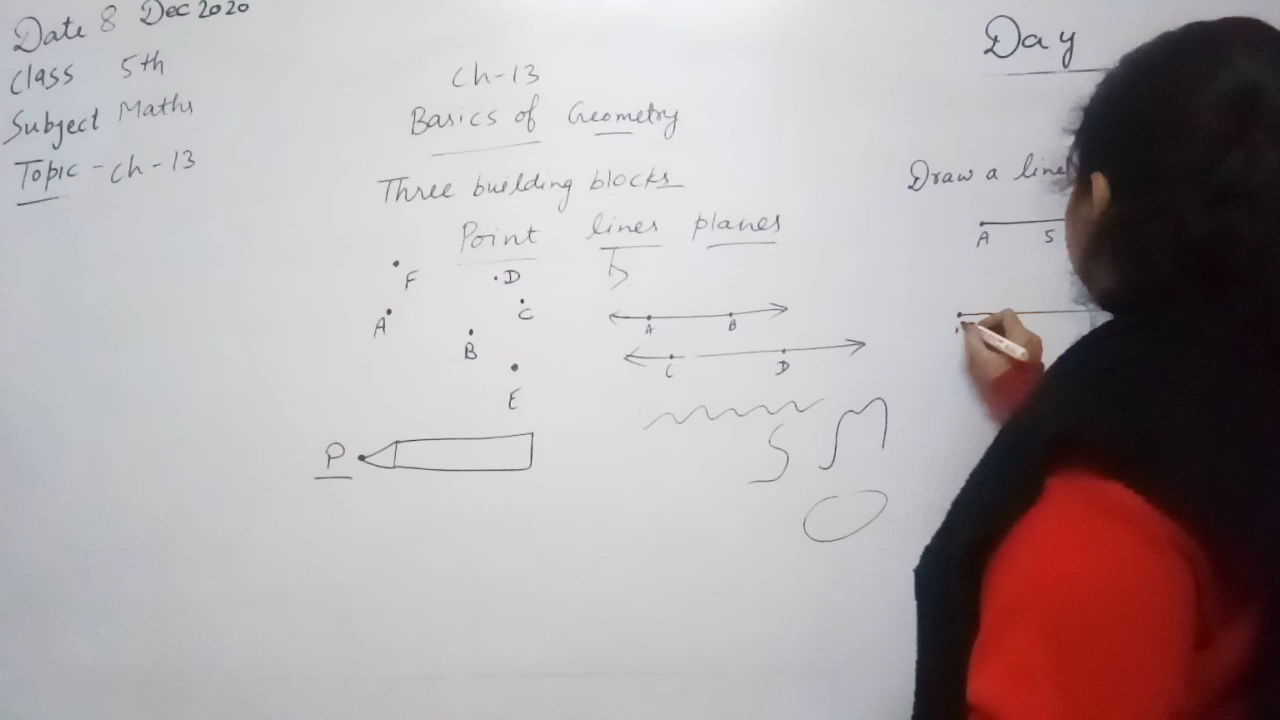 Date 8 Dec 2020
Class 5th
Subject Maths
Topic - Ch - 13
Ch-13
Basics of Geometry
Three building blocks
Point lines planes
F
D
A
C
B
E
P
A B
C D
Day
Draw a line
A 5